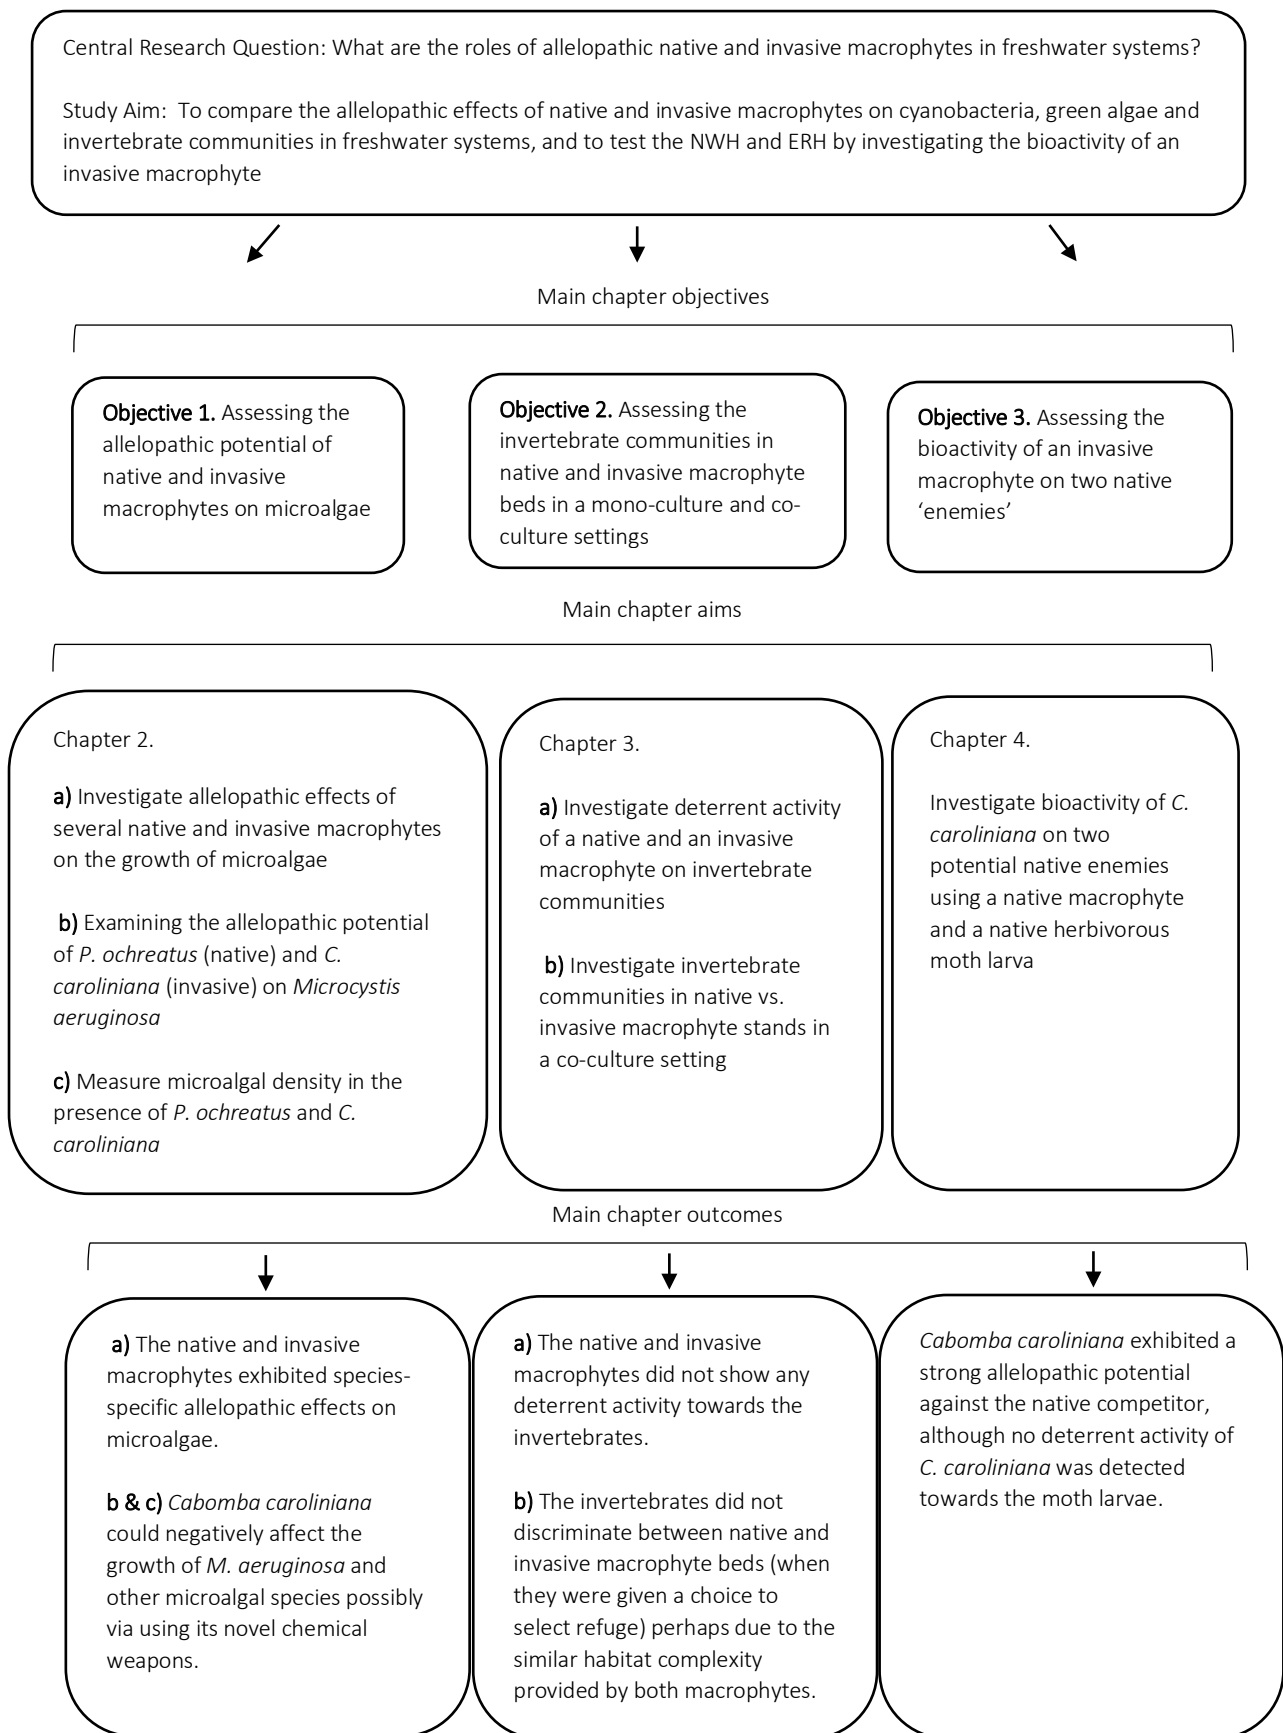 Central Research Question: What are the roles of allelopathic native and invasive macrophytes in freshwater systems?
Study Aim: To compare the allelopathic effects of native and invasive macrophytes on cyanobacteria, green algae and
invertebrate communities in freshwater systems, and to test the NWH and ERH by investigating the bioactivity of an
invasive macrophyte
Main chapter objectives
Objective 1. Assessing the
allelopathic potential of
native and invasive
macrophytes on microalgae
Objective 2. Assessing the
invertebrate communities in
native and invasive macrophyte
beds in a mono-culture and co-
culture settings
Objective 3. Assessing the
bioactivity of an invasive
macrophyte on two native
‘enemies’
Main chapter aims
Chapter 2.
a) Investigate allelopathic effects of
several native and invasive macrophytes
on the growth of microalgae
b) Examining the allelopathic potential
of P. ochreatus (native) and C.
caroliniana (invasive) on Microcystis
aeruginosa
c) Measure microalgal density in the
presence of P. ochreatus and C.
caroliniana
Chapter 3.
a) Investigate deterrent activity
of a native and an invasive
macrophyte on invertebrate
communities
b) Investigate invertebrate
communities in native vs.
invasive macrophyte stands in
a co-culture setting
Chapter 4.
Investigate bioactivity of C.
caroliniana on two
potential native enemies
using a native macrophyte
and a native herbivorous
moth larva
Main chapter outcomes
a) The native and invasive
macrophytes exhibited species-
specific allelopathic effects on
microalgae.
b & c) Cabomba caroliniana
could negatively affect the
growth of M. aeruginosa and
other microalgal species possibly
via using its novel chemical
weapons.
a) The native and invasive
macrophytes did not show any
deterrent activity towards the
invertebrates.
b) The invertebrates did not
discriminate between native and
invasive macrophyte beds (when
they were given a choice to
select refuge) perhaps due to the
similar habitat complexity
provided by both macrophytes.
Cabomba caroliniana exhibited a
strong allelopathic potential
against the native competitor,
although no deterrent activity of
C. caroliniana was detected
towards the moth larvae.